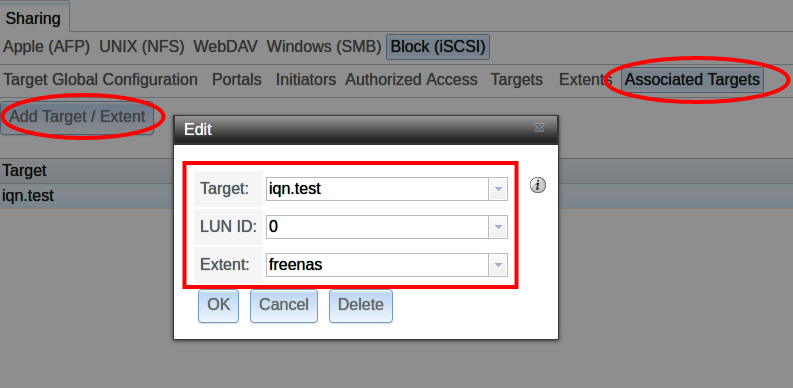 Sharing
Apple (AFP) UNIX (NFS) WebDAV Windows (SMB) Block (iSCSI)
Target Global Configuration Portals Initiators Authorized Access Targets Extents Associated Targets
Add Target / Extent
Edit
Target
iqn.test
Target: iqn.test
LUN ID: 0
Extent: freenas
OK Cancel Delete